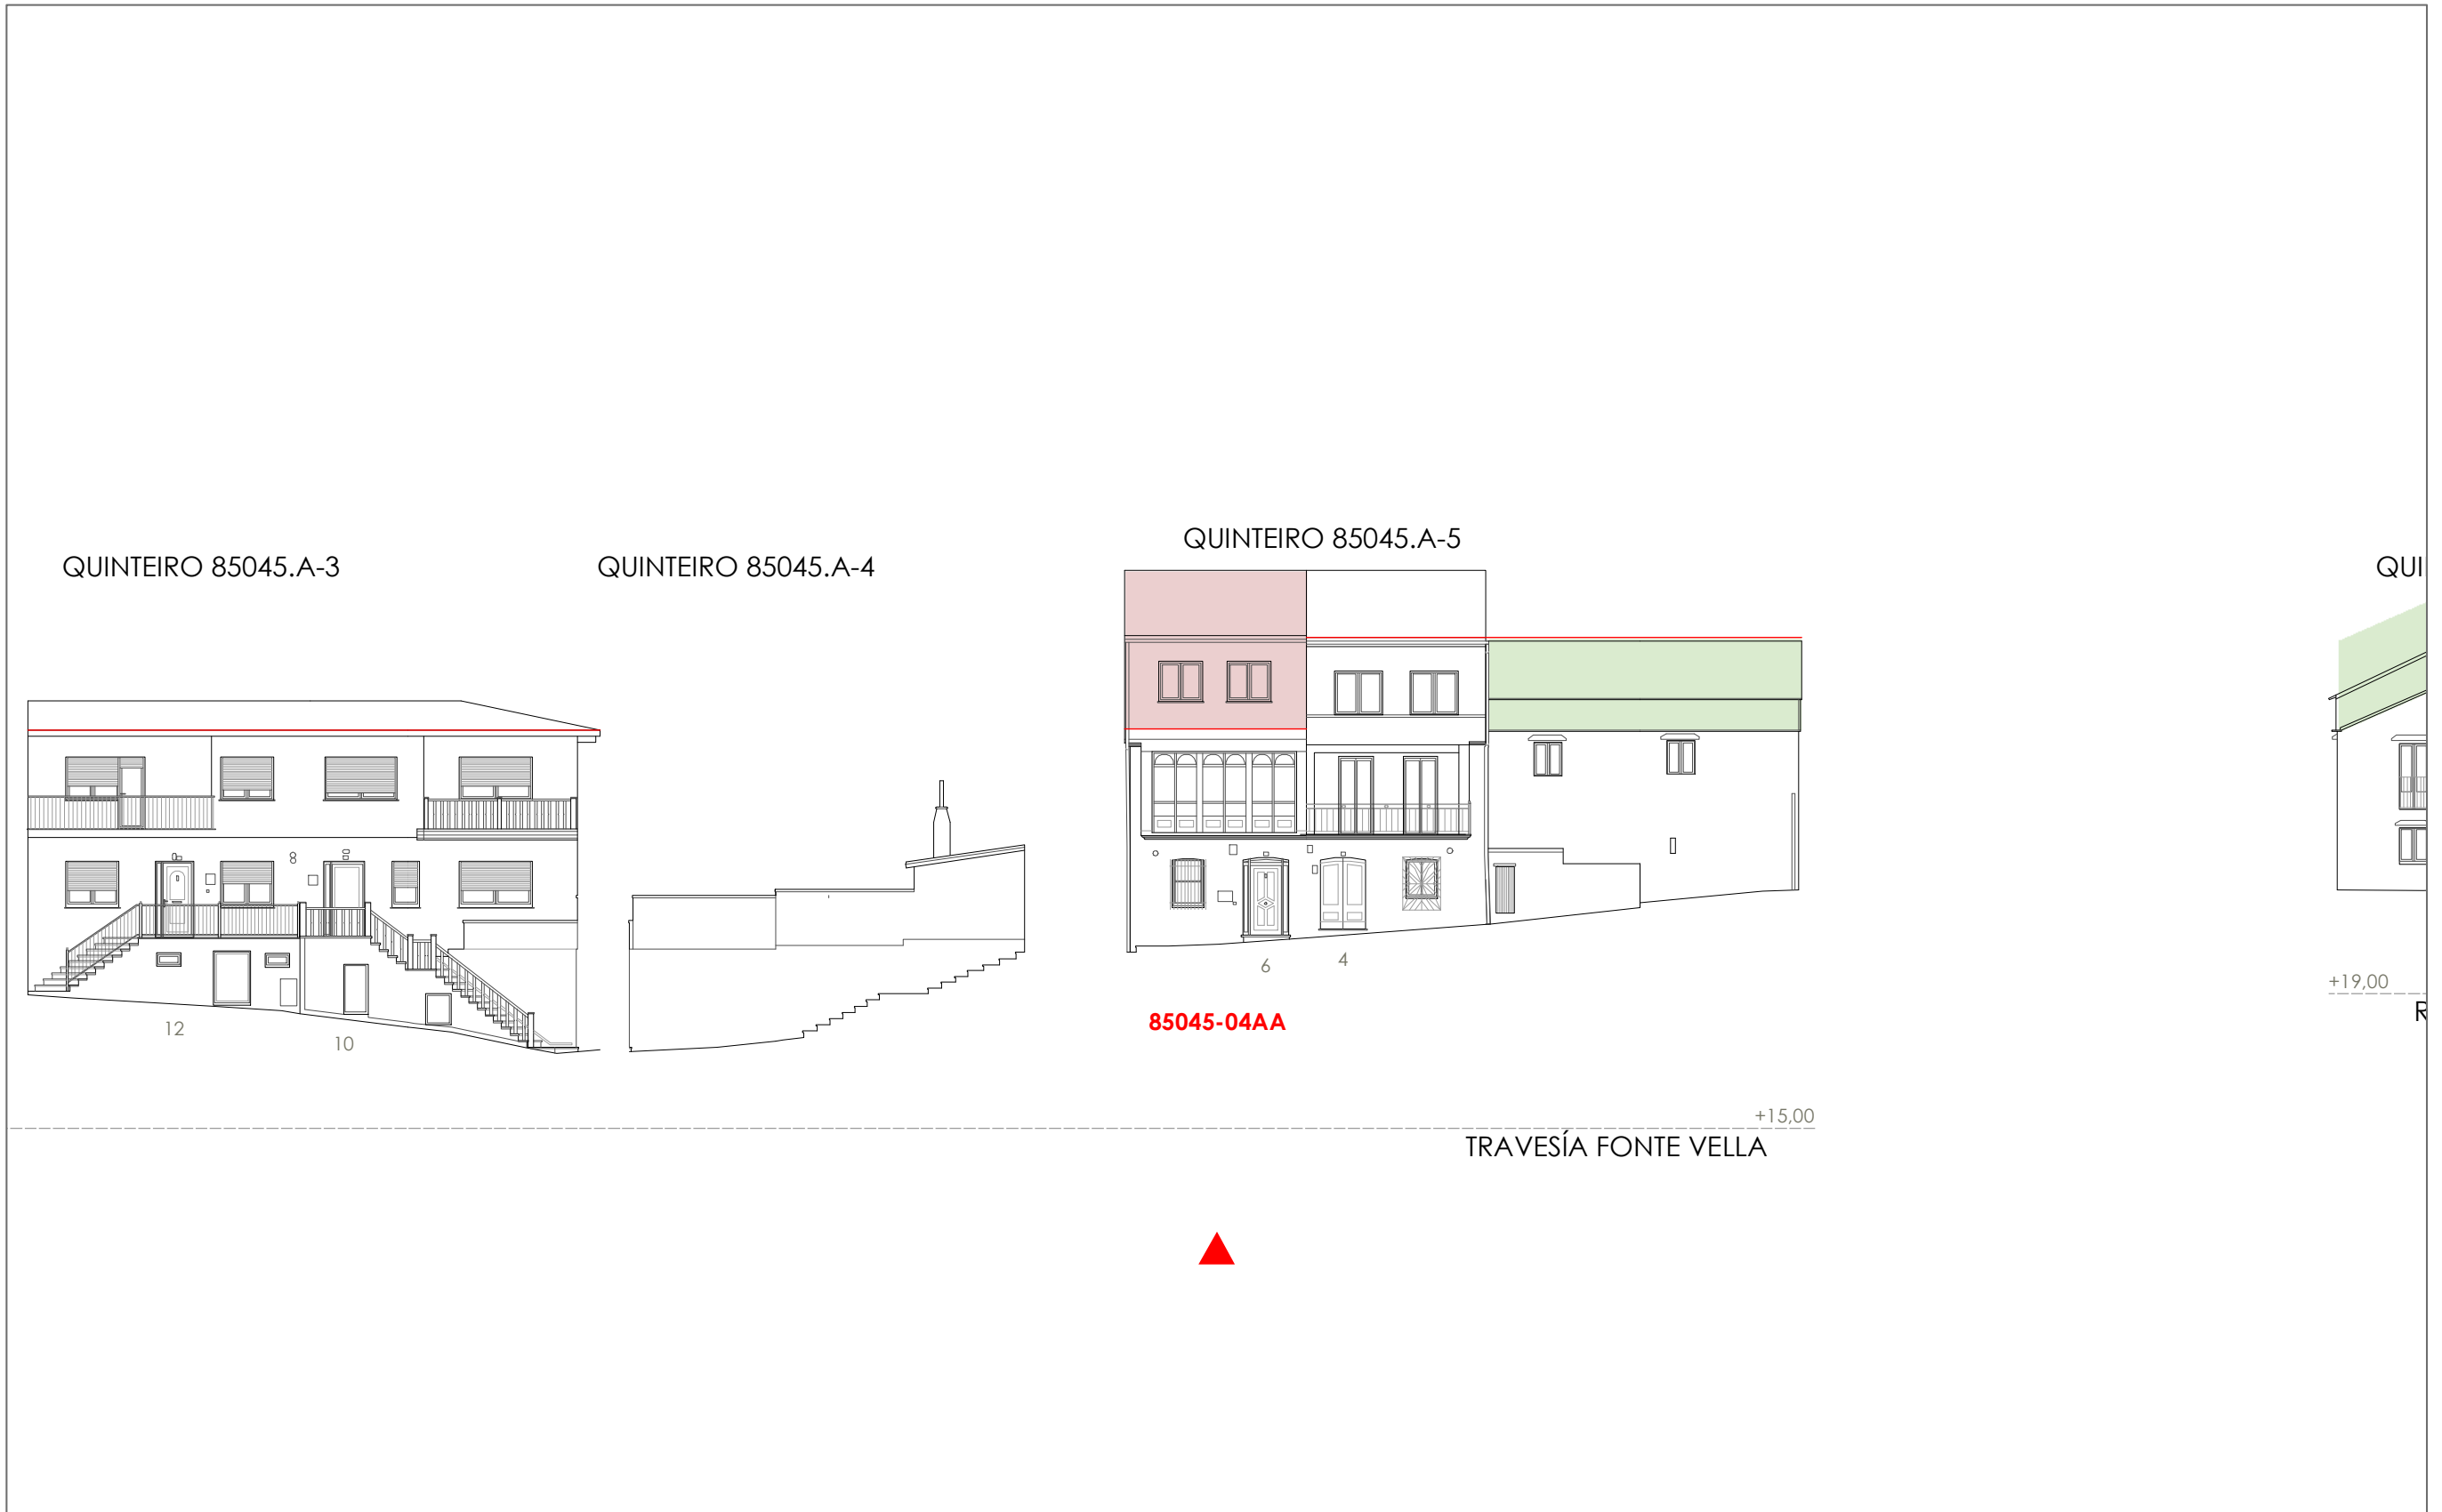 QUINTEIRO 85045.A-5
QUINTEIRO 85045.A-3
QUINTEIRO 85045.A-4
QUI
8
6
4
12
10
85045-04AA
+19,00
R
+15,00
TRAVESÍA FONTE VELLA